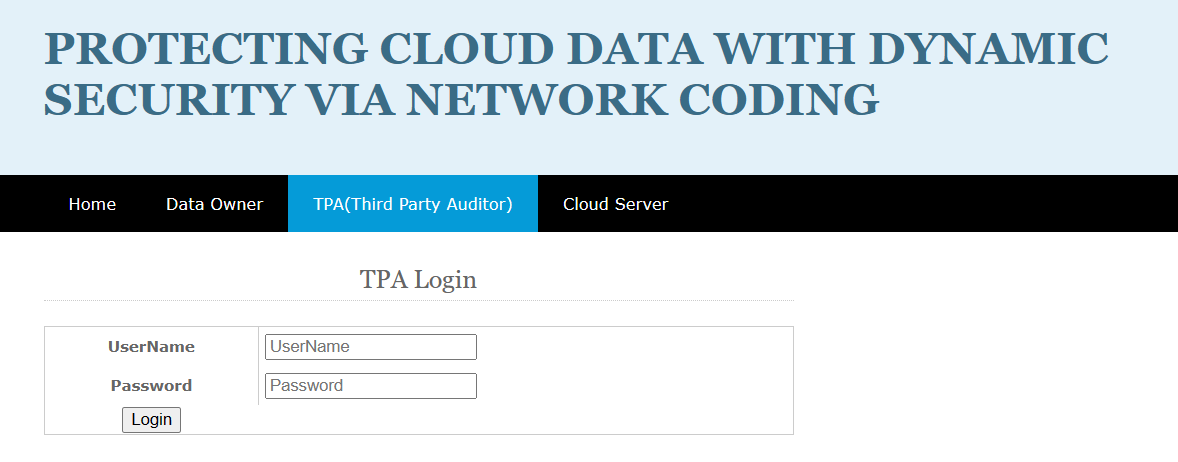 PROTECTING CLOUD DATA WITH DYNAMIC
SECURITY VIA NETWORK CODING
Home Data Owner TPA(Third Party Auditor) Cloud Server
TPA Login
UserName UserName
Password Password
Login